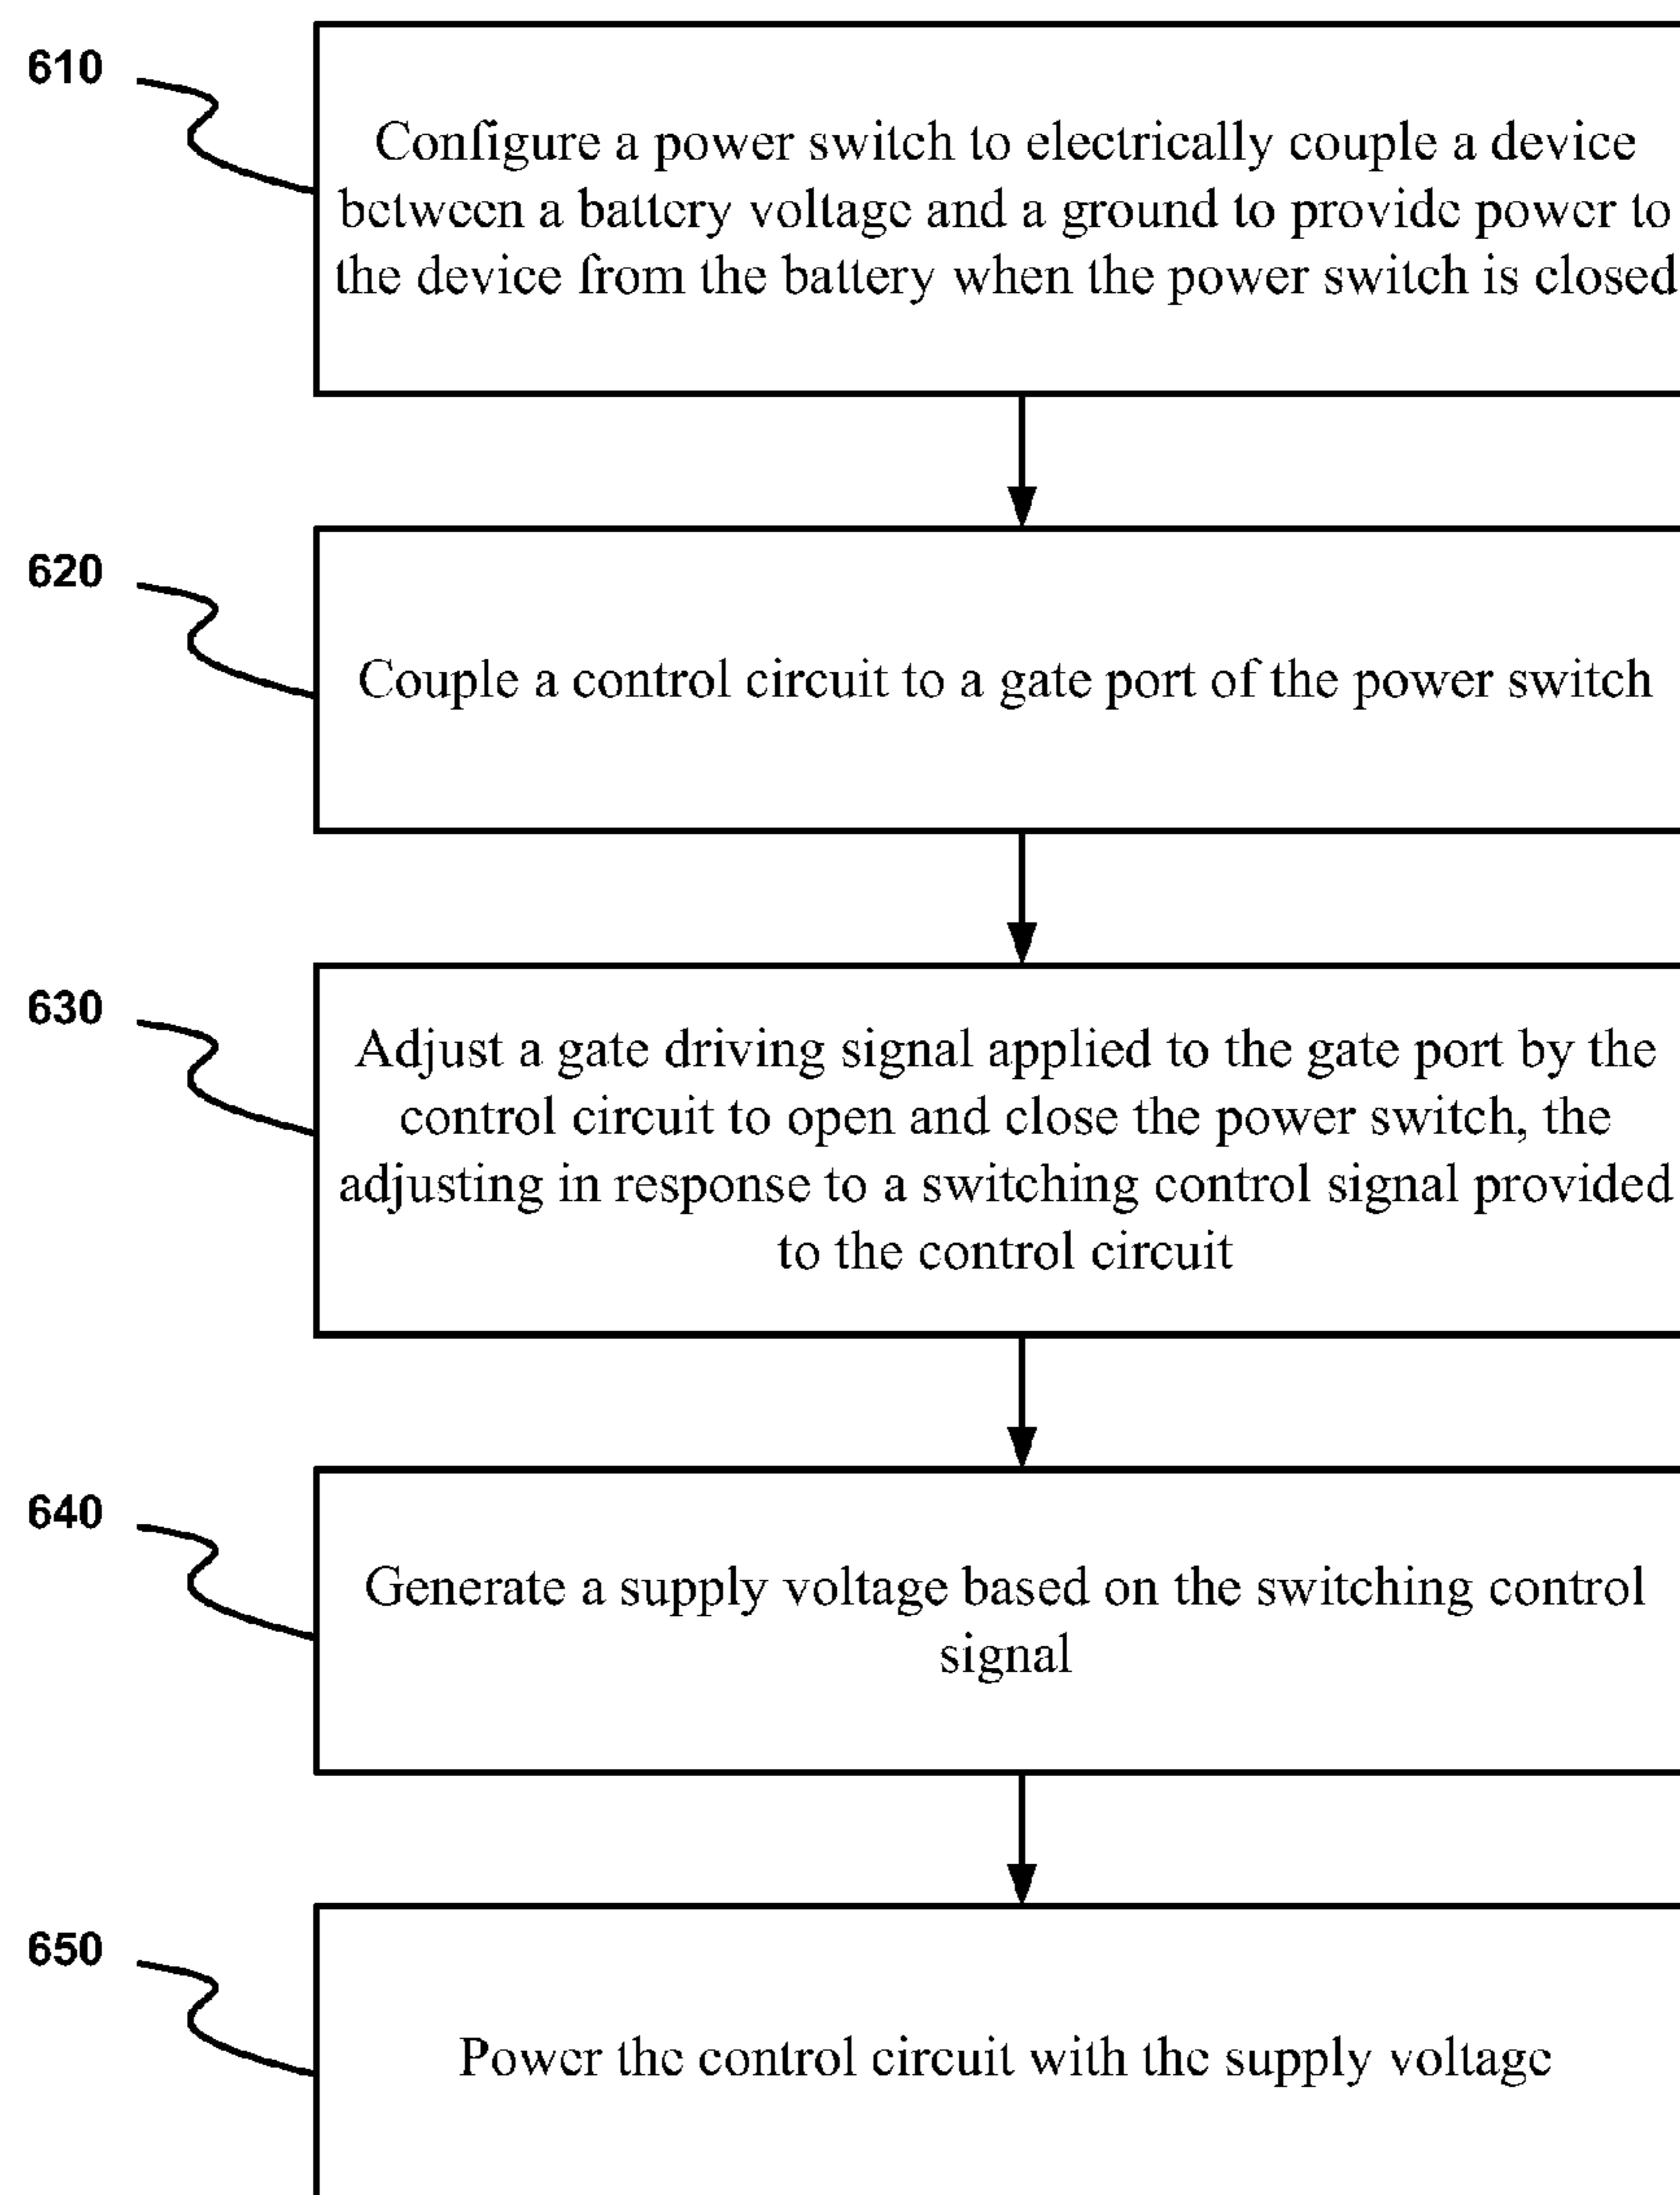 610
Configure a power switch to electrically couple a device
between a battery voltage and a ground to provide power to
the device from the battery when the power switch is closed
620
Couple a control circuit to a gate port of the power switch
630
Adjust a gate driving signal applied to the gate port by the
control circuit to open and close the power switch, the
adjusting in response to a switching control signal provided
to the control circuit
640
Generate a supply voltage based on the switching control
signal
650
Power the control circuit with the supply voltage